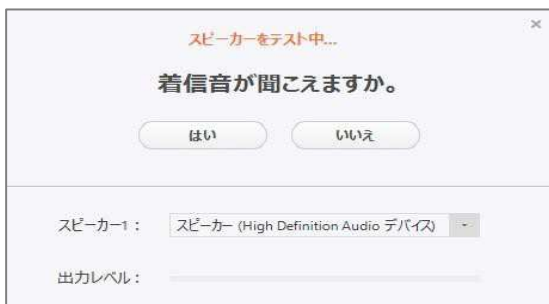 スピーカーをテスト中...
着信音が聞こえますか。
はい
いいえ
スピーカー1：
スピーカー (High Definition Audio デバイス)
出力レベル：